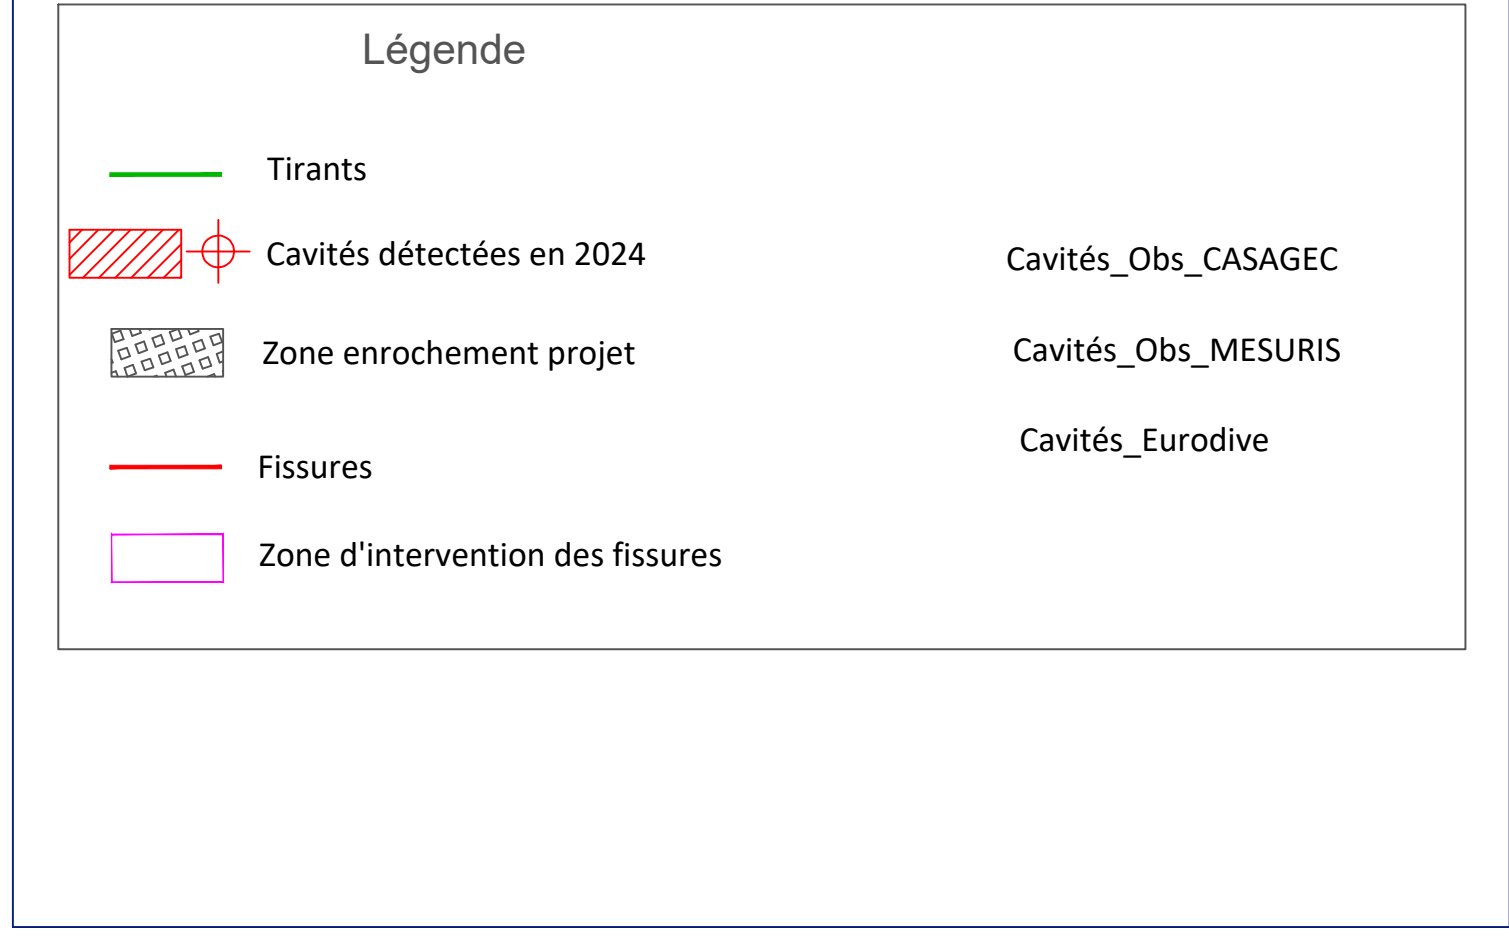 Légende
Tirants
Cavités détectées en 2024
Zone enrochement projet
Fissures
Zone d'intervention des fissures
Cavités_Obs_CASAGEC
Cavités_Obs_MESURIS
Cavités_Eurodive